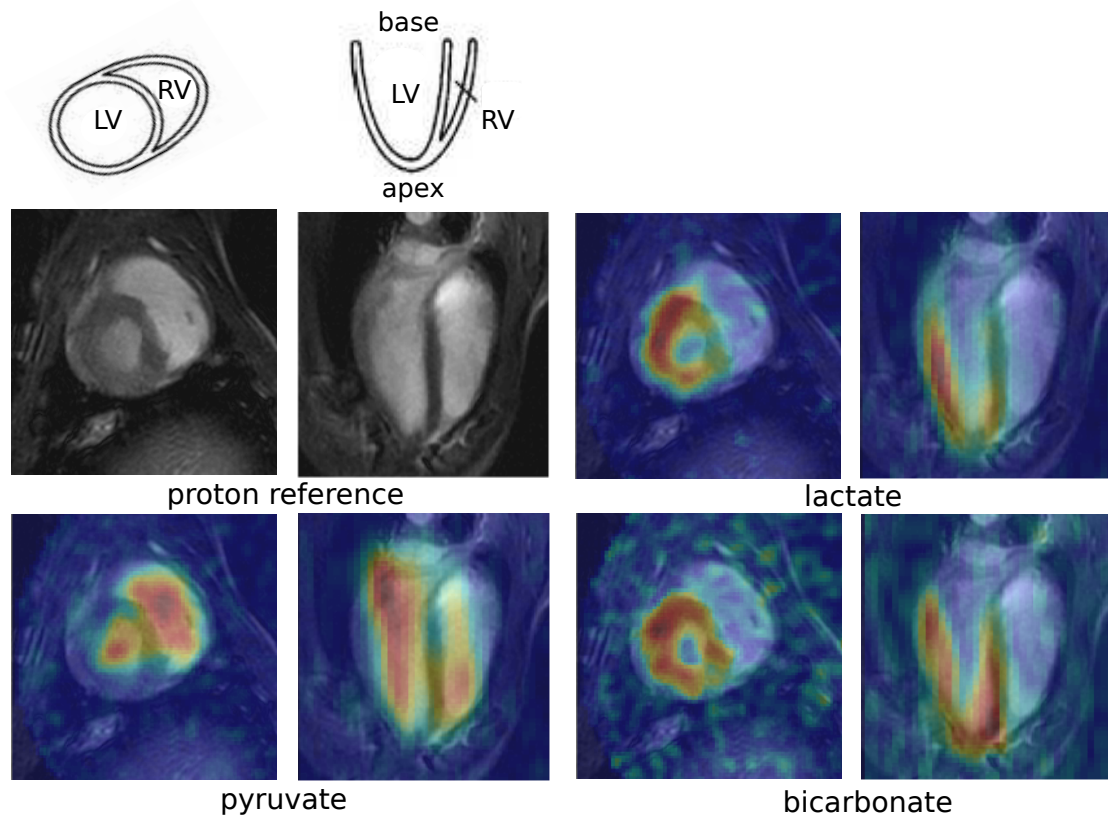 base
RV
LV
LV
RV
apex
proton reference
lactate
pyruvate
bicarbonate